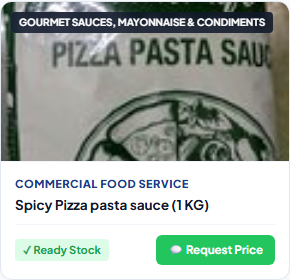 GOURMET SAUCES, MAYONNAISE & CONDIMENTS
PIZZA PASTA SAUC
COMMERCIAL FOOD SERVICE
Spicy Pizza pasta sauce (1 KG)
✓ Ready Stock
Request Price